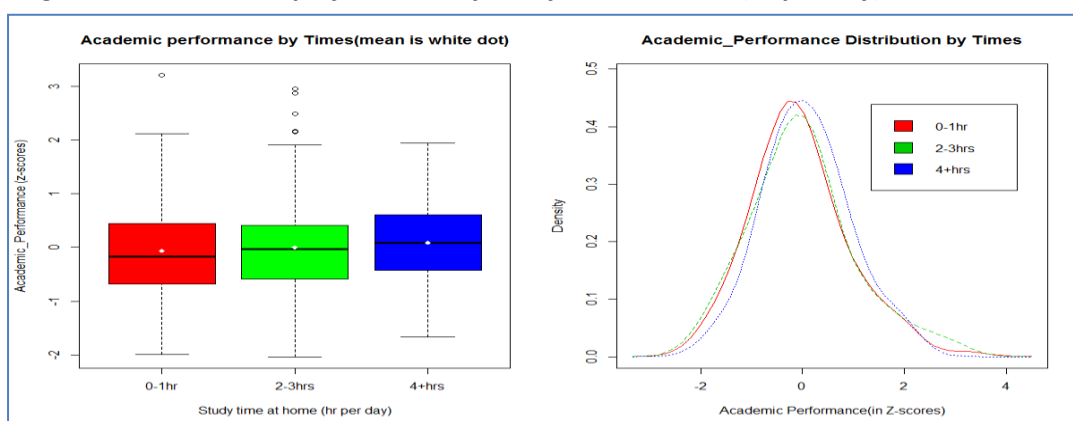 Academic performance by Times(mean is white dot)
Academic_Performance (z-scores)
3
2
1
0
-1
-2
0-1hr
2-3hrs
4+hrs
Study time at home (hr per day)
Academic_Performance Distribution by Times
Density
0.5
0.4
0.3
0.2
0.1
0.0
0-1hr
2-3hrs
4+hrs
-2
0
2
4
Academic Performance(in Z-scores)